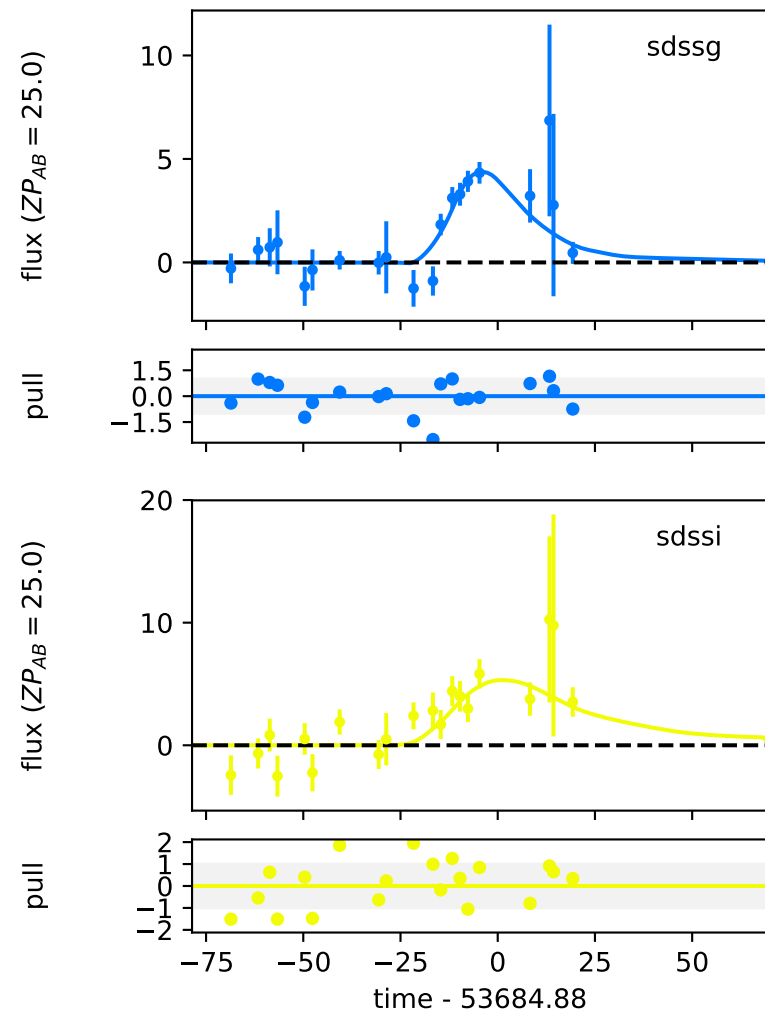 flux (ZP_AB = 25.0)
10
5
0
sdssg
pull
1.5
0.0
−1.5
flux (ZP_AB = 25.0)
20
10
0
sdssi
pull
2
1
0
−1
−2
−75 −50 −25 0 25 50
time - 53684.88